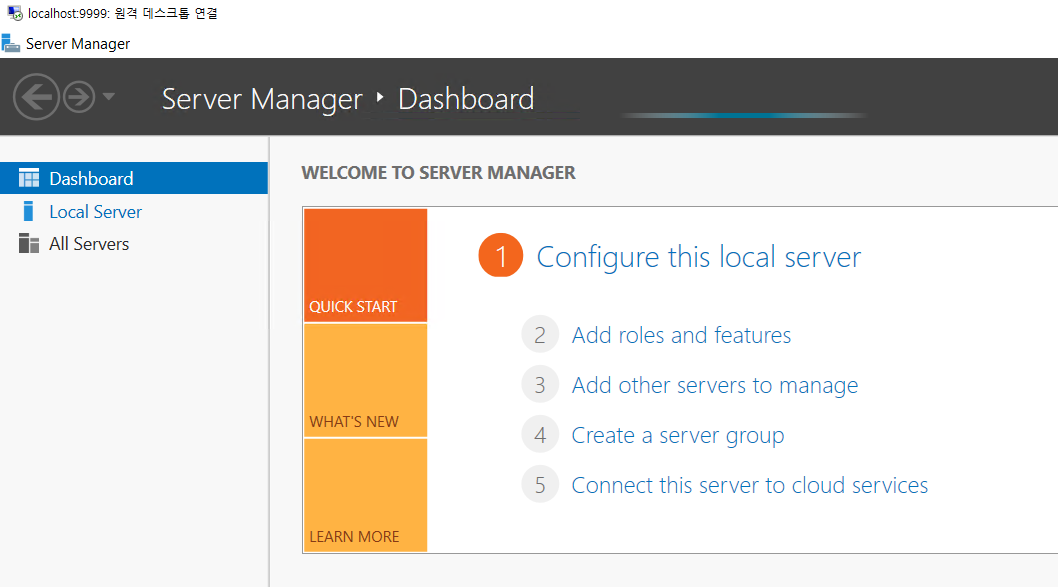 localhost:9999: 원격 데스크톱 연결
Server Manager
Server Manager ‣ Dashboard
Dashboard
Local Server
All Servers
WELCOME TO SERVER MANAGER
QUICK START
WHAT'S NEW
LEARN MORE
1 Configure this local server
2 Add roles and features
3 Add other servers to manage
4 Create a server group
5 Connect this server to cloud services